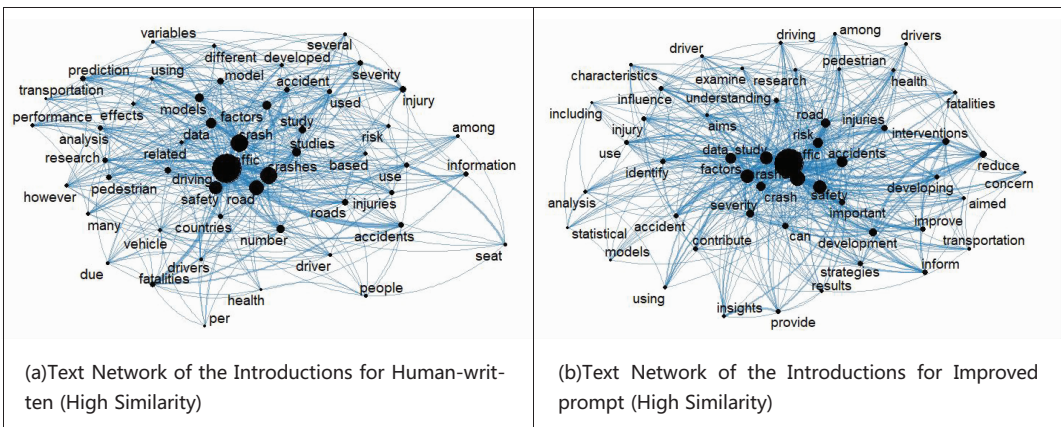 variables
several
different
developed
prediction
using
model
accident
severity
transportation
used
injury
models
factors
performance
effects
data
crash
study
risk
among
analysis
studies
related
research
ffic
based
information
crashes
use
however
pedestrian
driving
safety
road
roads
injuries
many
countries
number
accidents
vehicle
seat
due
drivers
driver
fatalities
health
people
per
(a)Text Network of the Introductions for Human-writ-
ten (High Similarity)
driving
among
drivers
driver
pedestrian
characteristics
examine
research
health
influence
understanding
fatalities
including
road
injury
aims
injuries
risk
interventions
use
data
study
ffic
accidents
reduce
identify
factors
rashe
concern
crash
safety
developing
analysis
severity
important
aimed
accident
improve
statistical
can
contribute
development
transportation
models
strategies
inform
results
using
insights
provide
(b)Text Network of the Introductions for Improved
prompt (High Similarity)